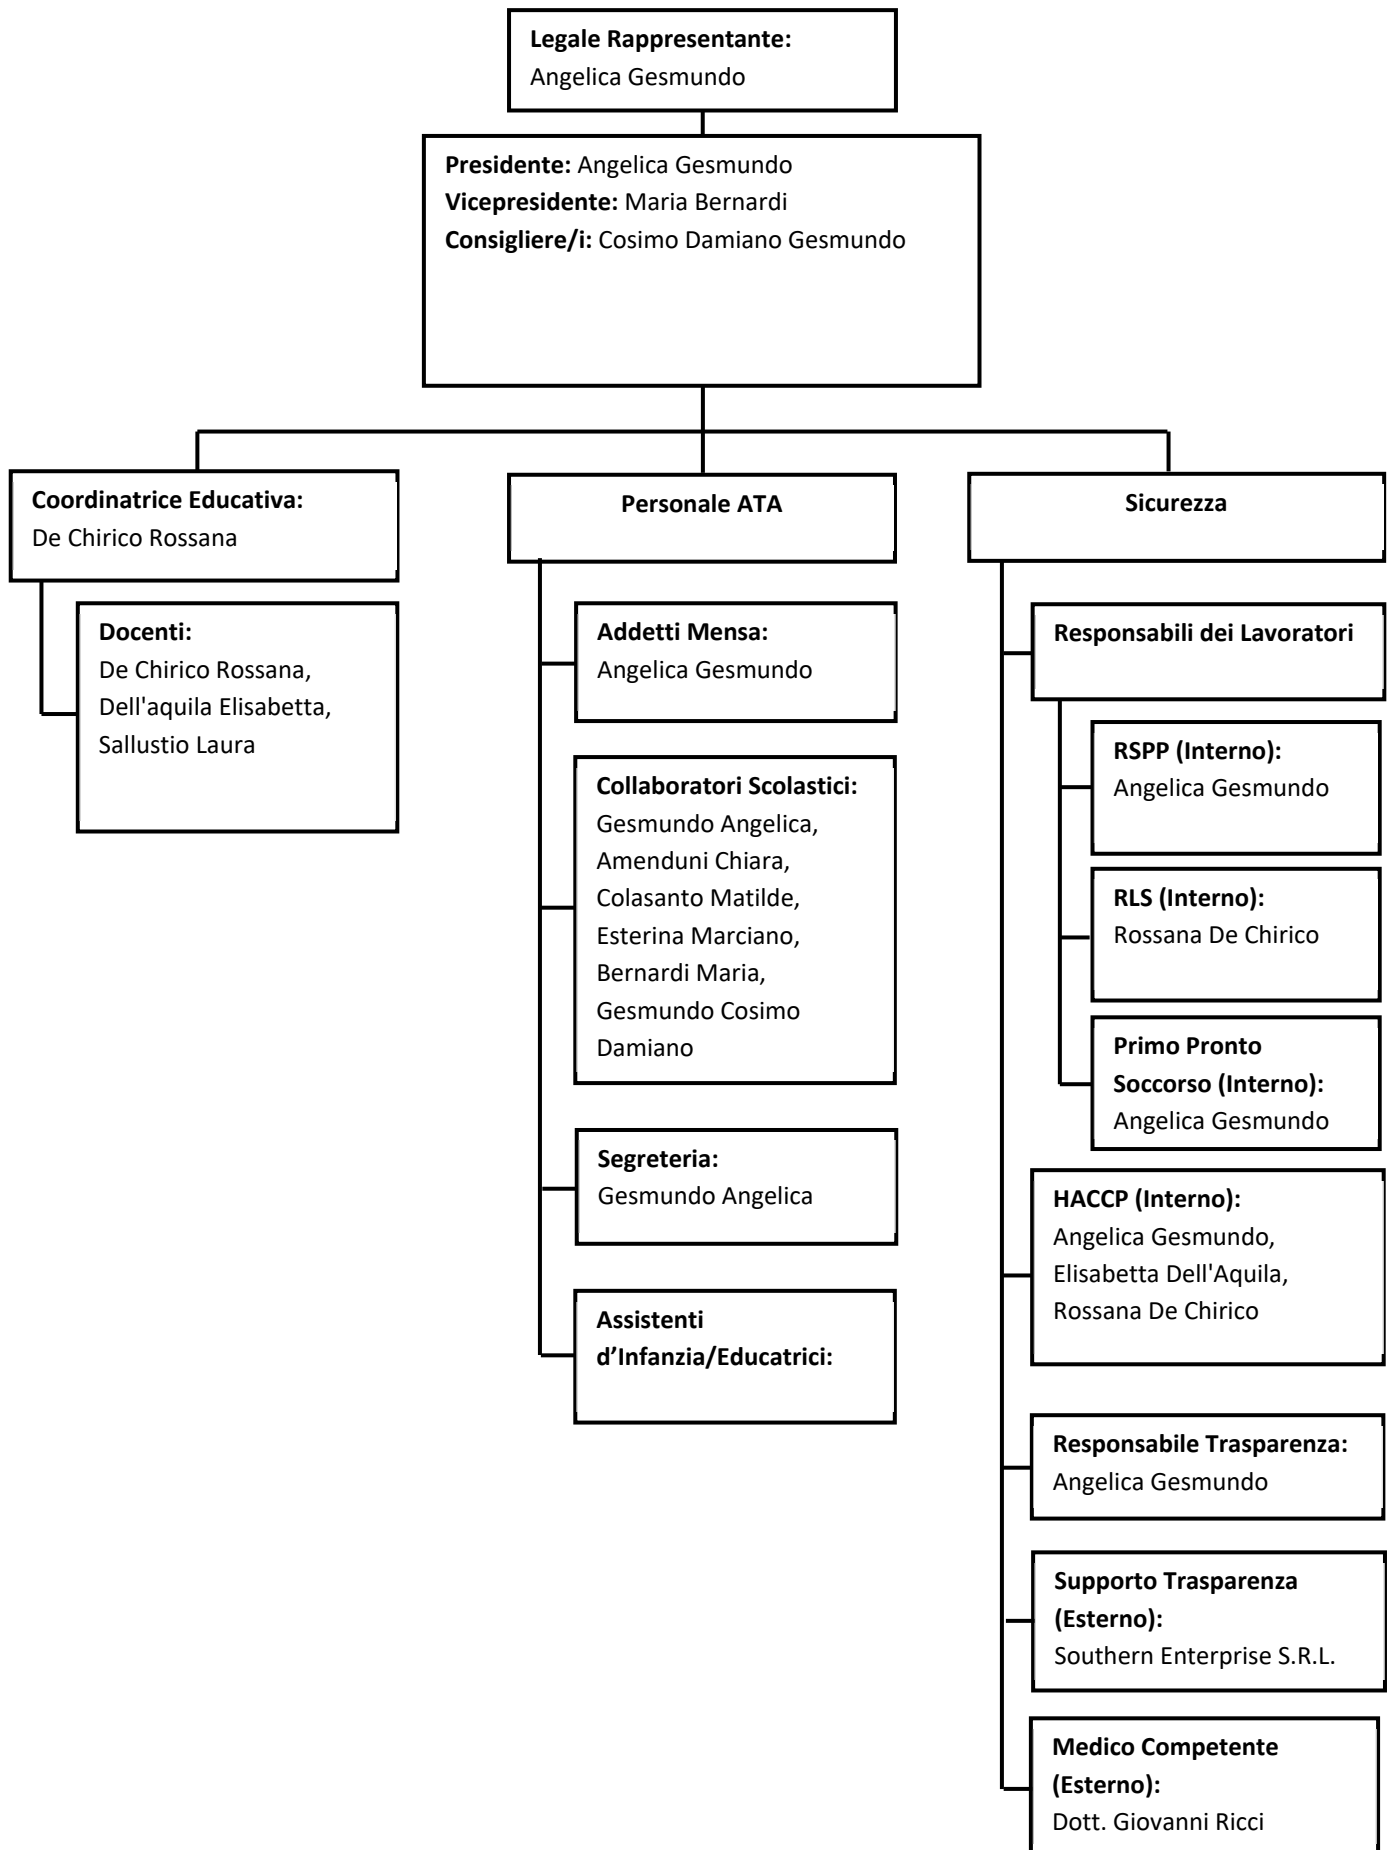 Legale Rappresentante:
Angelica Gesmundo
Presidente: Angelica Gesmundo
Vicepresidente: Maria Bernardi
Consigliere/i: Cosimo Damiano Gesmundo
Coordinatrice Educativa:
De Chirico Rossana
Docenti:
De Chirico Rossana,
Dell'aquila Elisabetta,
Sallustio Laura
Personale ATA
Addetti Mensa:
Angelica Gesmundo
Collaboratori Scolastici:
Gesmundo Angelica,
Amenduni Chiara,
Colasanto Matilde,
Esterina Marciano,
Bernardi Maria,
Gesmundo Cosimo
Damiano
Segreteria:
Gesmundo Angelica
Assistenti
d’Infanzia/Educatrici:
Sicurezza
Responsabili dei Lavoratori
RSPP (Interno):
Angelica Gesmundo
RLS (Interno):
Rossana De Chirico
Primo Pronto
Soccorso (Interno):
Angelica Gesmundo
HACCP (Interno):
Angelica Gesmundo,
Elisabetta Dell'Aquila,
Rossana De Chirico
Responsabile Trasparenza:
Angelica Gesmundo
Supporto Trasparenza
(Esterno):
Southern Enterprise S.R.L.
Medico Competente
(Esterno):
Dott. Giovanni Ricci